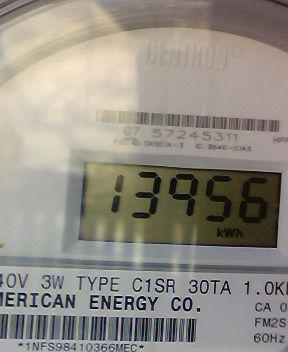 CENTRON®
07 57245311
13956
kWh
40V 3W TYPE C1SR 30TA 1.0K
MERICAN ENERGY CO.
CA 0
FM2S
60Hz
*1NFS98410366MEC*